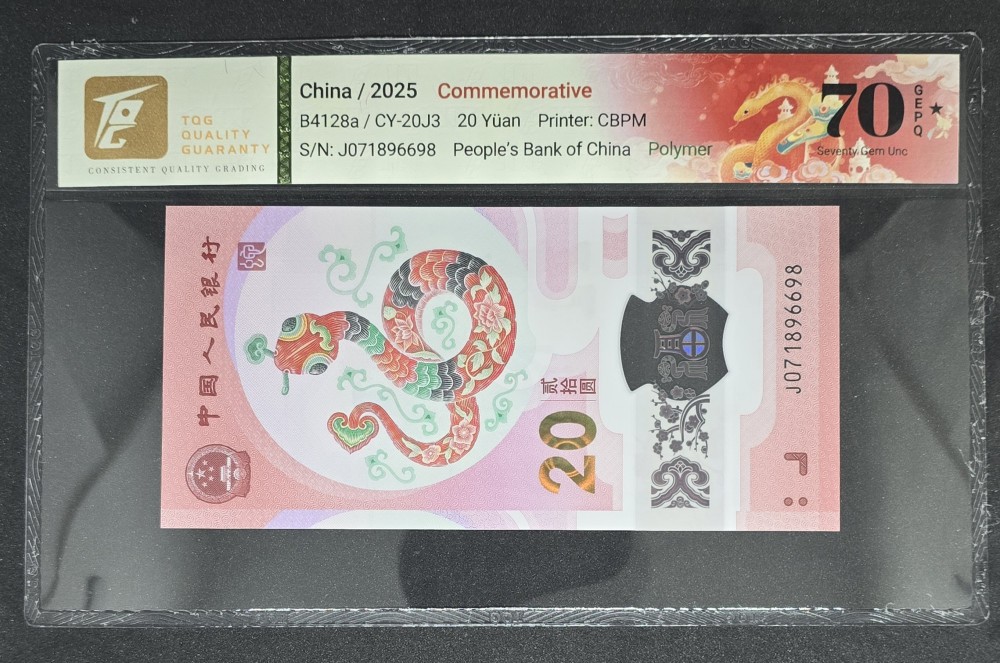 TQG
QUALITY
GUARANTY
CONSISTENT QUALITY GRADING
China / 2025 Commemorative
B4128a / CY-20J3 20 Yüan Printer: CBPM
S/N: J071896698 People's Bank of China Polymer
70
GEPQ ★
Seventy Gem Unc
中国人民银行
贰拾圆
20
J071896698